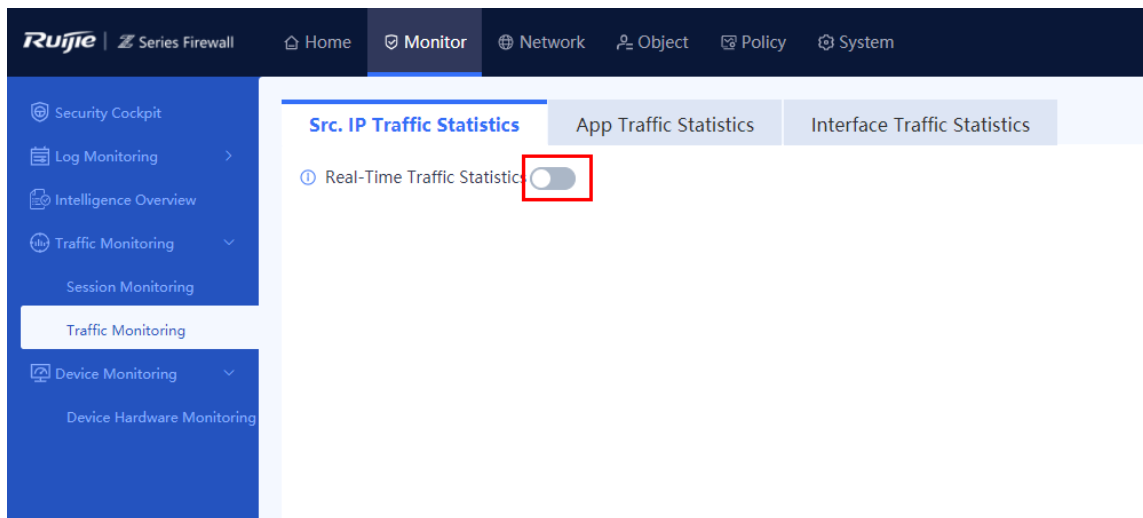 Ruijie | Z Series Firewall
Home
Monitor
Network
Object
Policy
System
Security Cockpit
Log Monitoring
Intelligence Overview
Traffic Monitoring
Session Monitoring
Traffic Monitoring
Device Monitoring
Device Hardware Monitoring
Src. IP Traffic Statistics
App Traffic Statistics
Interface Traffic Statistics
Real-Time Traffic Statistics